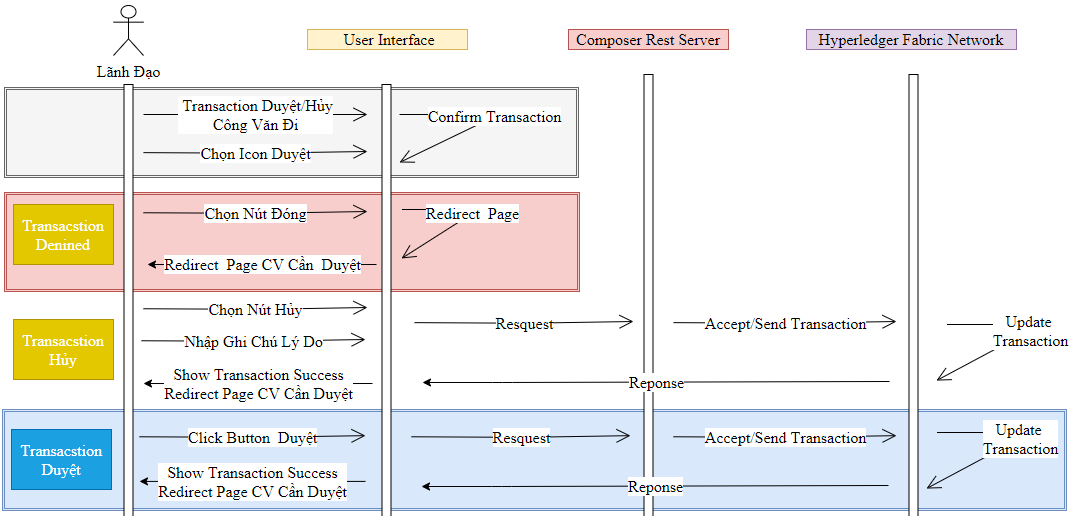 User Interface
Composer Rest Server
Hyperledger Fabric Network
Lãnh Đạo
Transaction Duyệt/Hủy
Công Văn Đi
Confirm Transaction
Chọn Icon Duyệt
Transacstion
Denined
Chọn Nút Đóng
Redirect Page
Redirect Page CV Cần Duyệt
Transacstion
Hủy
Chọn Nút Hủy
Resquest
Accept/Send Transaction
Update
Transaction
Nhập Ghi Chú Lý Do
Show Transaction Success
Redirect Page CV Cần Duyệt
Reponse
Transacstion
Duyệt
Click Button Duyệt
Resquest
Accept/Send Transaction
Update
Transaction
Show Transaction Success
Redirect Page CV Cần Duyệt
Reponse